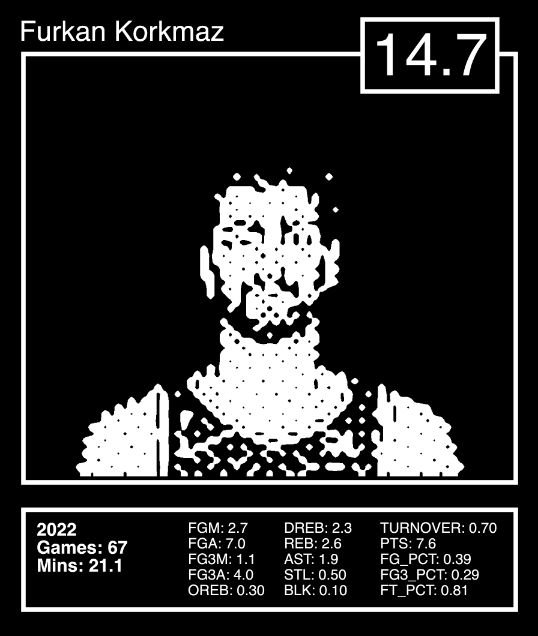 Furkan Korkmaz
14.7
2022
Games: 67
Mins: 21.1
FGM: 2.7
FGA: 7.0
FG3M: 1.1
FG3A: 4.0
OREB: 0.30
DREB: 2.3
REB: 2.6
AST: 1.9
STL: 0.50
BLK: 0.10
TURNOVER: 0.70
PTS: 7.6
FG_PCT: 0.39
FG3_PCT: 0.29
FT_PCT: 0.81